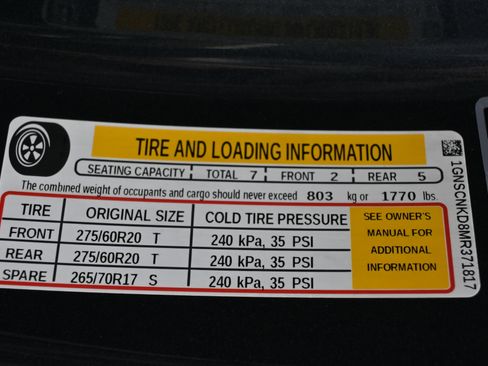 TIRE AND LOADING INFORMATION
SEATING CAPACITY | TOTAL 7 | FRONT 2 | REAR 5
The combined weight of occupants and cargo should never exceed 803 kg or 1770 lbs.
TIRE ORIGINAL SIZE COLD TIRE PRESSURE
FRONT 275/60R20 T 240 kPa, 35 PSI
REAR 275/60R20 T 240 kPa, 35 PSI
SPARE 265/70R17 S 240 kPa, 35 PSI
SEE OWNER'S
MANUAL FOR
ADDITIONAL
INFORMATION
1GNSCNKD8MR371817